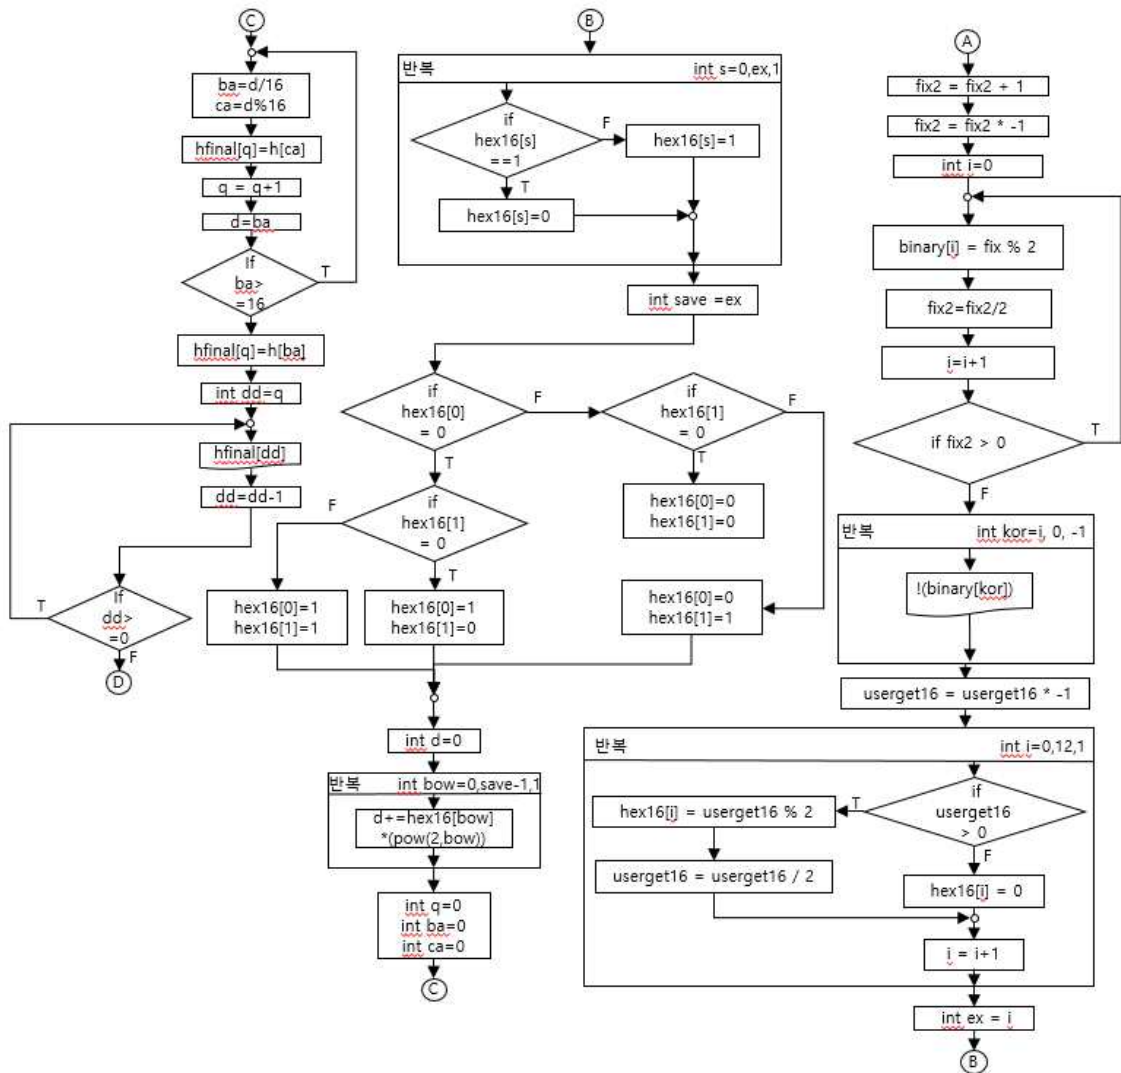 C
ba=d/16
ca=d%16
hfinal[q]=h[ca]
q = q+1
d=ba
If
ba>
=16
T
hfinal[q]=h[ba]
int dd=q
hfinal[dd]
dd=dd-1
If
dd>
=0
T
F
D
B
반복 int s=0,ex,1
if
hex16[s]
==1
F
hex16[s]=1
T
hex16[s]=0
int save =ex
if
hex16[0]
= 0
F
if
hex16[1]
= 0
F
T
T
hex16[0]=0
hex16[1]=0
if
hex16[1]
= 0
F
T
hex16[0]=1
hex16[1]=1
hex16[0]=1
hex16[1]=0
hex16[0]=0
hex16[1]=1
int d=0
반복 int bow=0,save-1,1
d+=hex16[bow]
*(pow(2,bow))
int q=0
int ba=0
int ca=0
C
A
fix2 = fix2 + 1
fix2 = fix2 * -1
int i=0
binary[i] = fix % 2
fix2=fix2/2
i=i+1
if fix2 > 0
T
F
반복 int kor=i, 0, -1
!(binary[kor])
userget16 = userget16 * -1
반복 int i=0,12,1
if
userget16
> 0
T
hex16[i] = userget16 % 2
F
userget16 = userget16 / 2
hex16[i] = 0
i = i+1
int ex = i
B